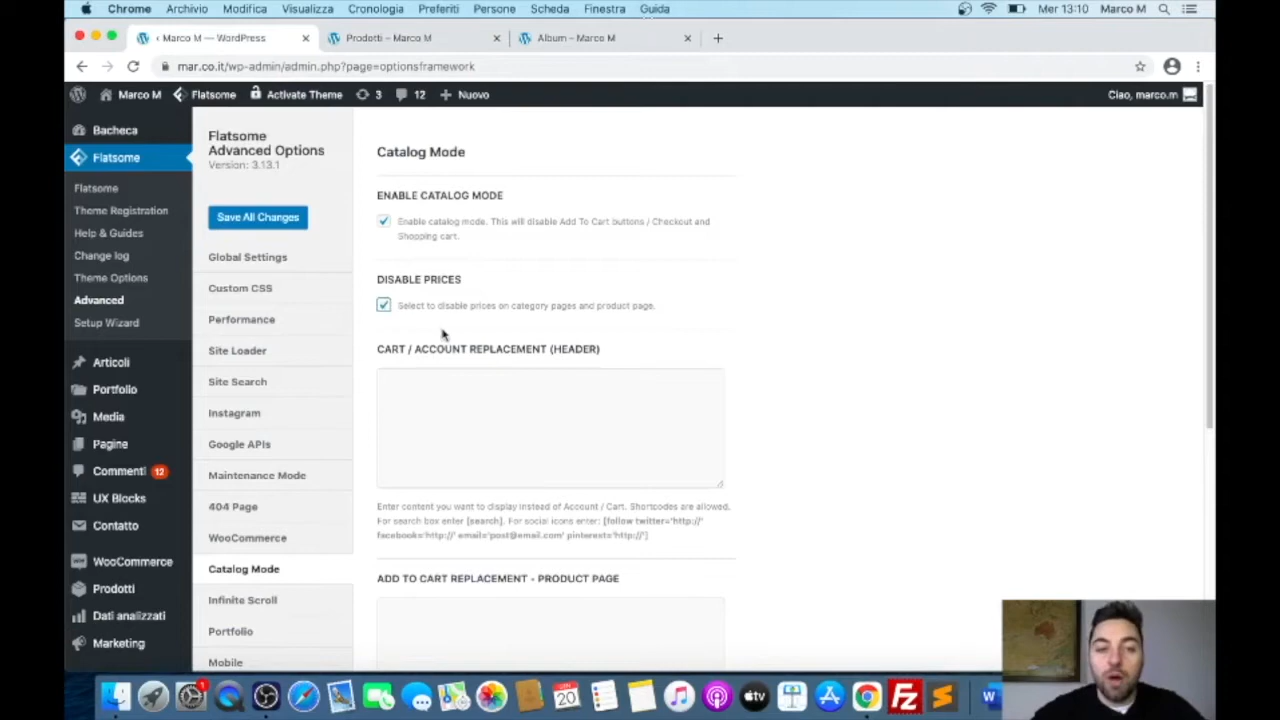 Chrome Archivio Modifica Visualizza Cronologia Preferiti Persone Scheda Finestra Guida Mer 13:10 Marco M
‹ Marco M — WordPress
Prodotti – Marco M
Album – Marco M
mar.co.it/wp-admin/admin.php?page=optionsframework
Marco M Flatsome Activate Theme 3 12 Nuovo Ciao, marco.m
Bacheca
Flatsome
Flatsome
Theme Registration
Help & Guides
Change log
Theme Options
Advanced
Setup Wizard
Articoli
Portfolio
Media
Pagine
Commenti 12
UX Blocks
Contatto
WooCommerce
Prodotti
Dati analizzati
Marketing
Flatsome
Advanced Options
Version: 3.13.1
Save All Changes
Global Settings
Custom CSS
Performance
Site Loader
Site Search
Instagram
Google APIs
Maintenance Mode
404 Page
WooCommerce
Catalog Mode
Infinite Scroll
Portfolio
Mobile
Catalog Mode
ENABLE CATALOG MODE
Enable catalog mode. This will disable Add To Cart buttons / Checkout and
Shopping cart.
DISABLE PRICES
Select to disable prices on category pages and product page.
CART / ACCOUNT REPLACEMENT (HEADER)
Enter content you want to display instead of Account / Cart. Shortcodes are allowed.
For search box enter [search]. For social icons enter: [follow twitter='http://'
facebook='http://' email='post@email.com' pinterest='http://']
ADD TO CART REPLACEMENT - PRODUCT PAGE
1
20
tv
Fz
W